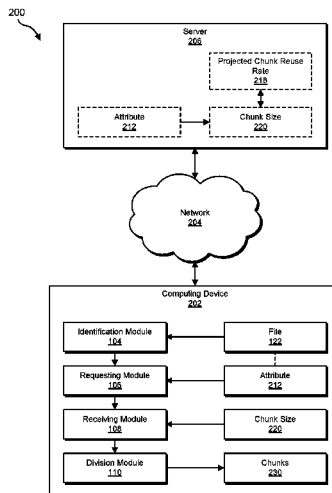 200
Server
206
Projected Chunk Reuse
Rate
218
Attribute
212
Chunk Size
220
Network
204
Computing Device
202
Identification Module
104
File
122
Requesting Module
106
Attribute
212
Receiving Module
108
Chunk Size
220
Division Module
110
Chunks
230